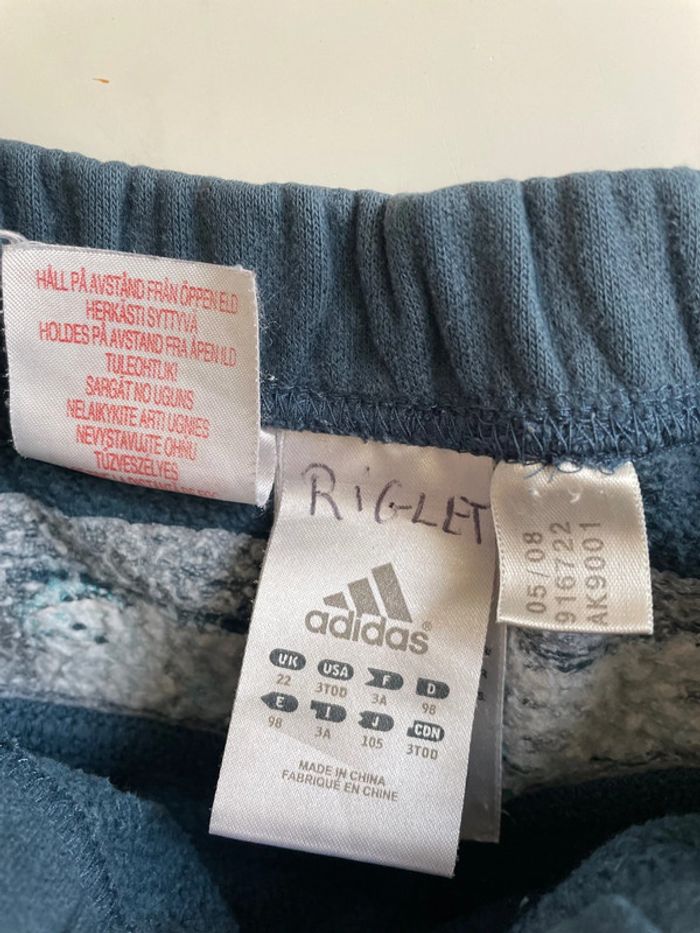 HÅLL PÅ AVSTÅND FRÅN ÖPPEN ELD
HERKÄSTI SYTTYVÄ
HOLDES PÅ AVSTAND FRA ÅPEN ILD
TULEOHTLIK!
SARGĀT NO UGUNS
NELAIKYKITE ARTI UGNIES
NEVYSTAVUJTE OHNU
TŰZVESZÉLYES
RiGLET
adidas®
UK USA F D
22 3TOD 3A 98
E I J CDN
98 3A 105 3TOD
MADE IN CHINA
FABRIQUÉ EN CHINE
05/08
916722
AK9001